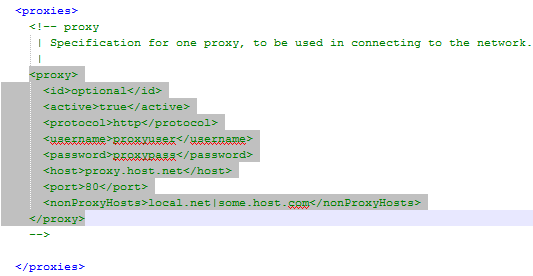 <proxies>
<!-- proxy
| Specification for one proxy, to be used in connecting to the network.
|
<proxy>
<id>optional</id>
<active>true</active>
<protocol>http</protocol>
<username>proxyuser</username>
<password>proxypass</password>
<host>proxy.host.net</host>
<port>80</port>
<nonProxyHosts>local.net|some.host.com</nonProxyHosts>
</proxy>
-->
</proxies>